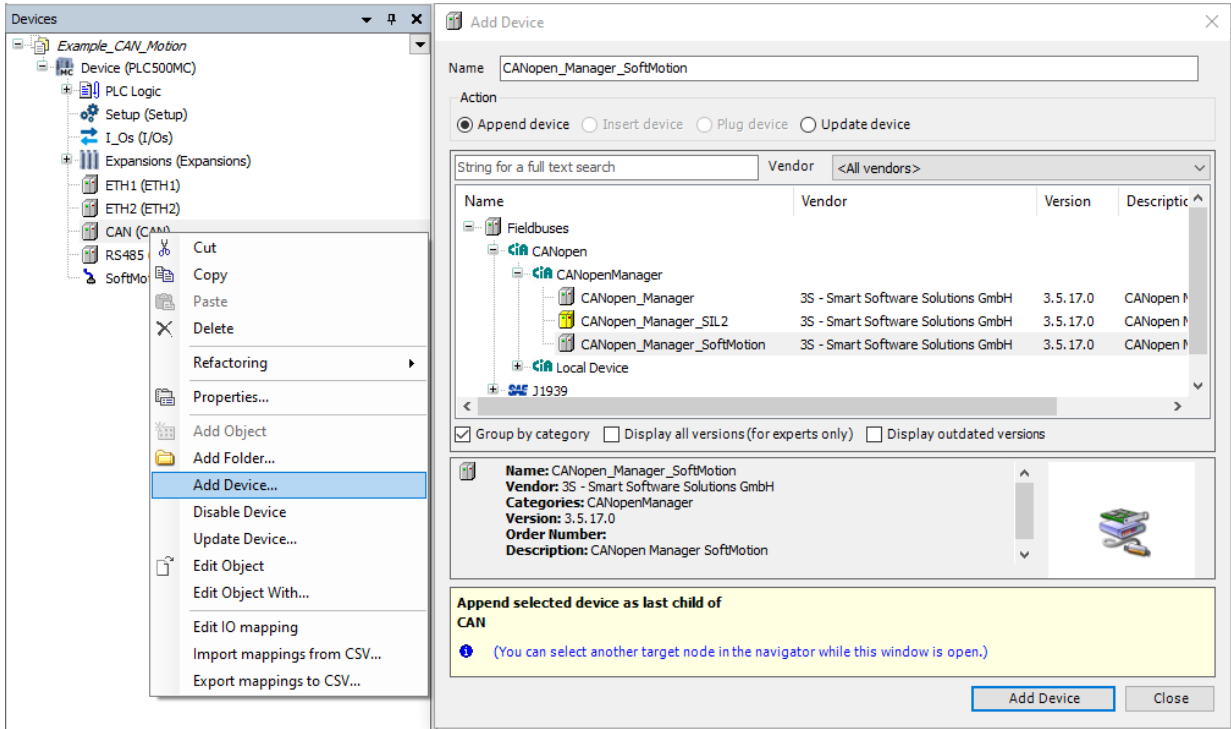 Devices
Example_CAN_Motion
Device (PLC500MC)
PLC Logic
Setup (Setup)
I_Os (I/Os)
Expansions (Expansions)
ETH1 (ETH1)
ETH2 (ETH2)
CAN (CAN)
RS485
SoftMo
Cut
Copy
Paste
Delete
Refactoring
Properties...
Add Object
Add Folder...
Add Device...
Disable Device
Update Device...
Edit Object
Edit Object With...
Edit IO mapping
Import mappings from CSV...
Export mappings to CSV...
Add Device
Name CANopen_Manager_SoftMotion
Action
Append device Insert device Plug device Update device
String for a full text search Vendor <All vendors>
Name Vendor Version Descriptic
Fieldbuses
CiA CANopen
CiA CANopenManager
CANopen_Manager 3S - Smart Software Solutions GmbH 3.5.17.0 CANopen
CANopen_Manager_SIL2 3S - Smart Software Solutions GmbH 3.5.17.0 CANopen
CANopen_Manager_SoftMotion 3S - Smart Software Solutions GmbH 3.5.17.0 CANopen
CiA Local Device
SAE J1939
Group by category Display all versions (for experts only) Display outdated versions
Name: CANopen_Manager_SoftMotion
Vendor: 3S - Smart Software Solutions GmbH
Categories: CANopenManager
Version: 3.5.17.0
Order Number:
Description: CANopen Manager SoftMotion
Append selected device as last child of
CAN
(You can select another target node in the navigator while this window is open.)
Add Device Close